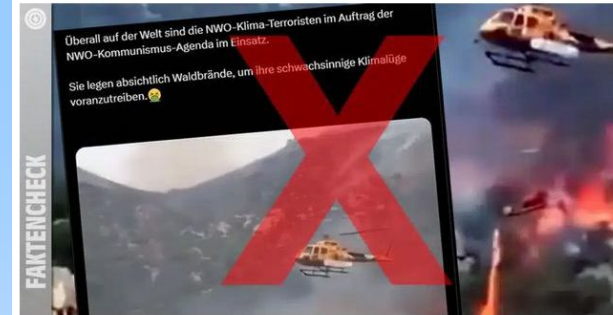 Überall auf der Welt sind die NWO-Klima-Terroristen im Auftrag der
NWO-Kommunismus-Agenda im Einsatz.
Sie legen absichtlich Waldbrände, um ihre schwachsinnige Klimalüge
voranzutreiben.🤮
FAKTENCHECK